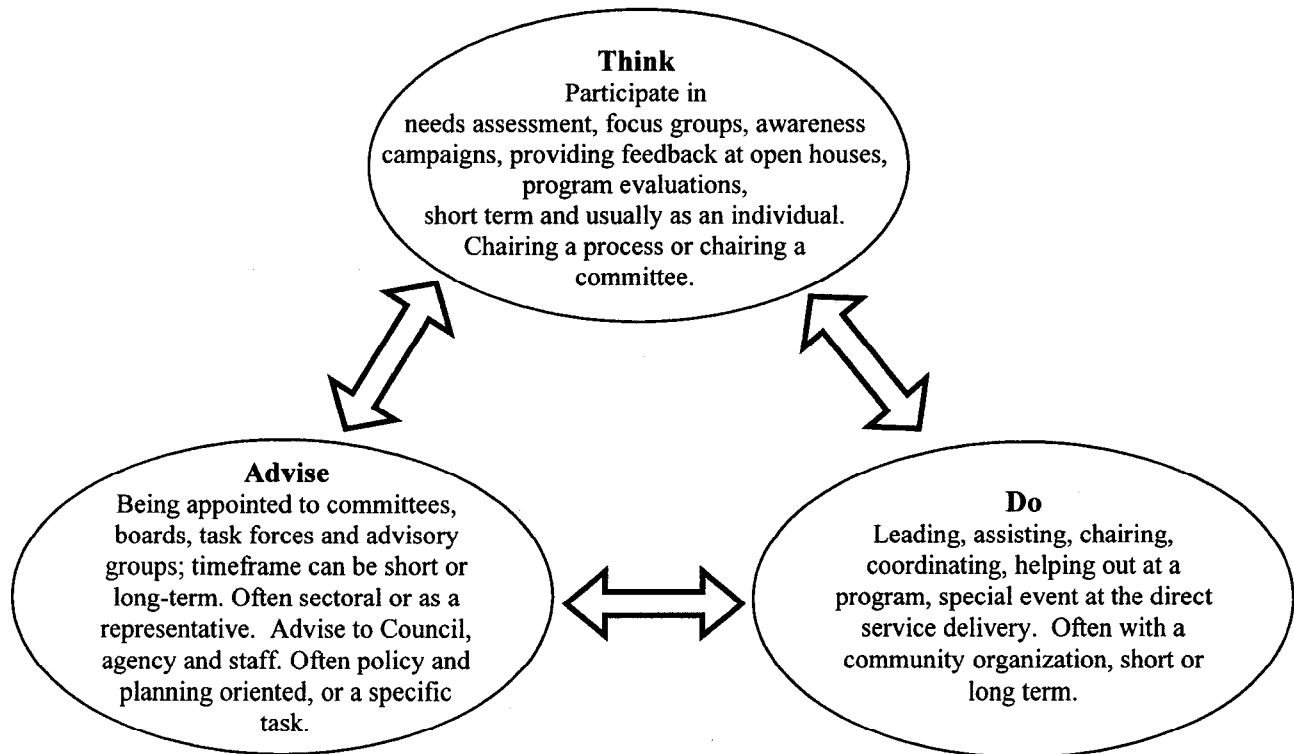 Think
Participate in
needs assessment, focus groups, awareness
campaigns, providing feedback at open houses,
program evaluations,
short term and usually as an individual.
Chairing a process or chairing a
committee.
Advise
Being appointed to committees,
boards, task forces and advisory
groups; timeframe can be short or
long-term. Often sectoral or as a
representative.  Advise to Council,
agency and staff. Often policy and
planning oriented, or a specific
task.
Do
Leading, assisting, chairing,
coordinating, helping out at a
program, special event at the direct
service delivery.  Often with a
community organization, short or
long term.